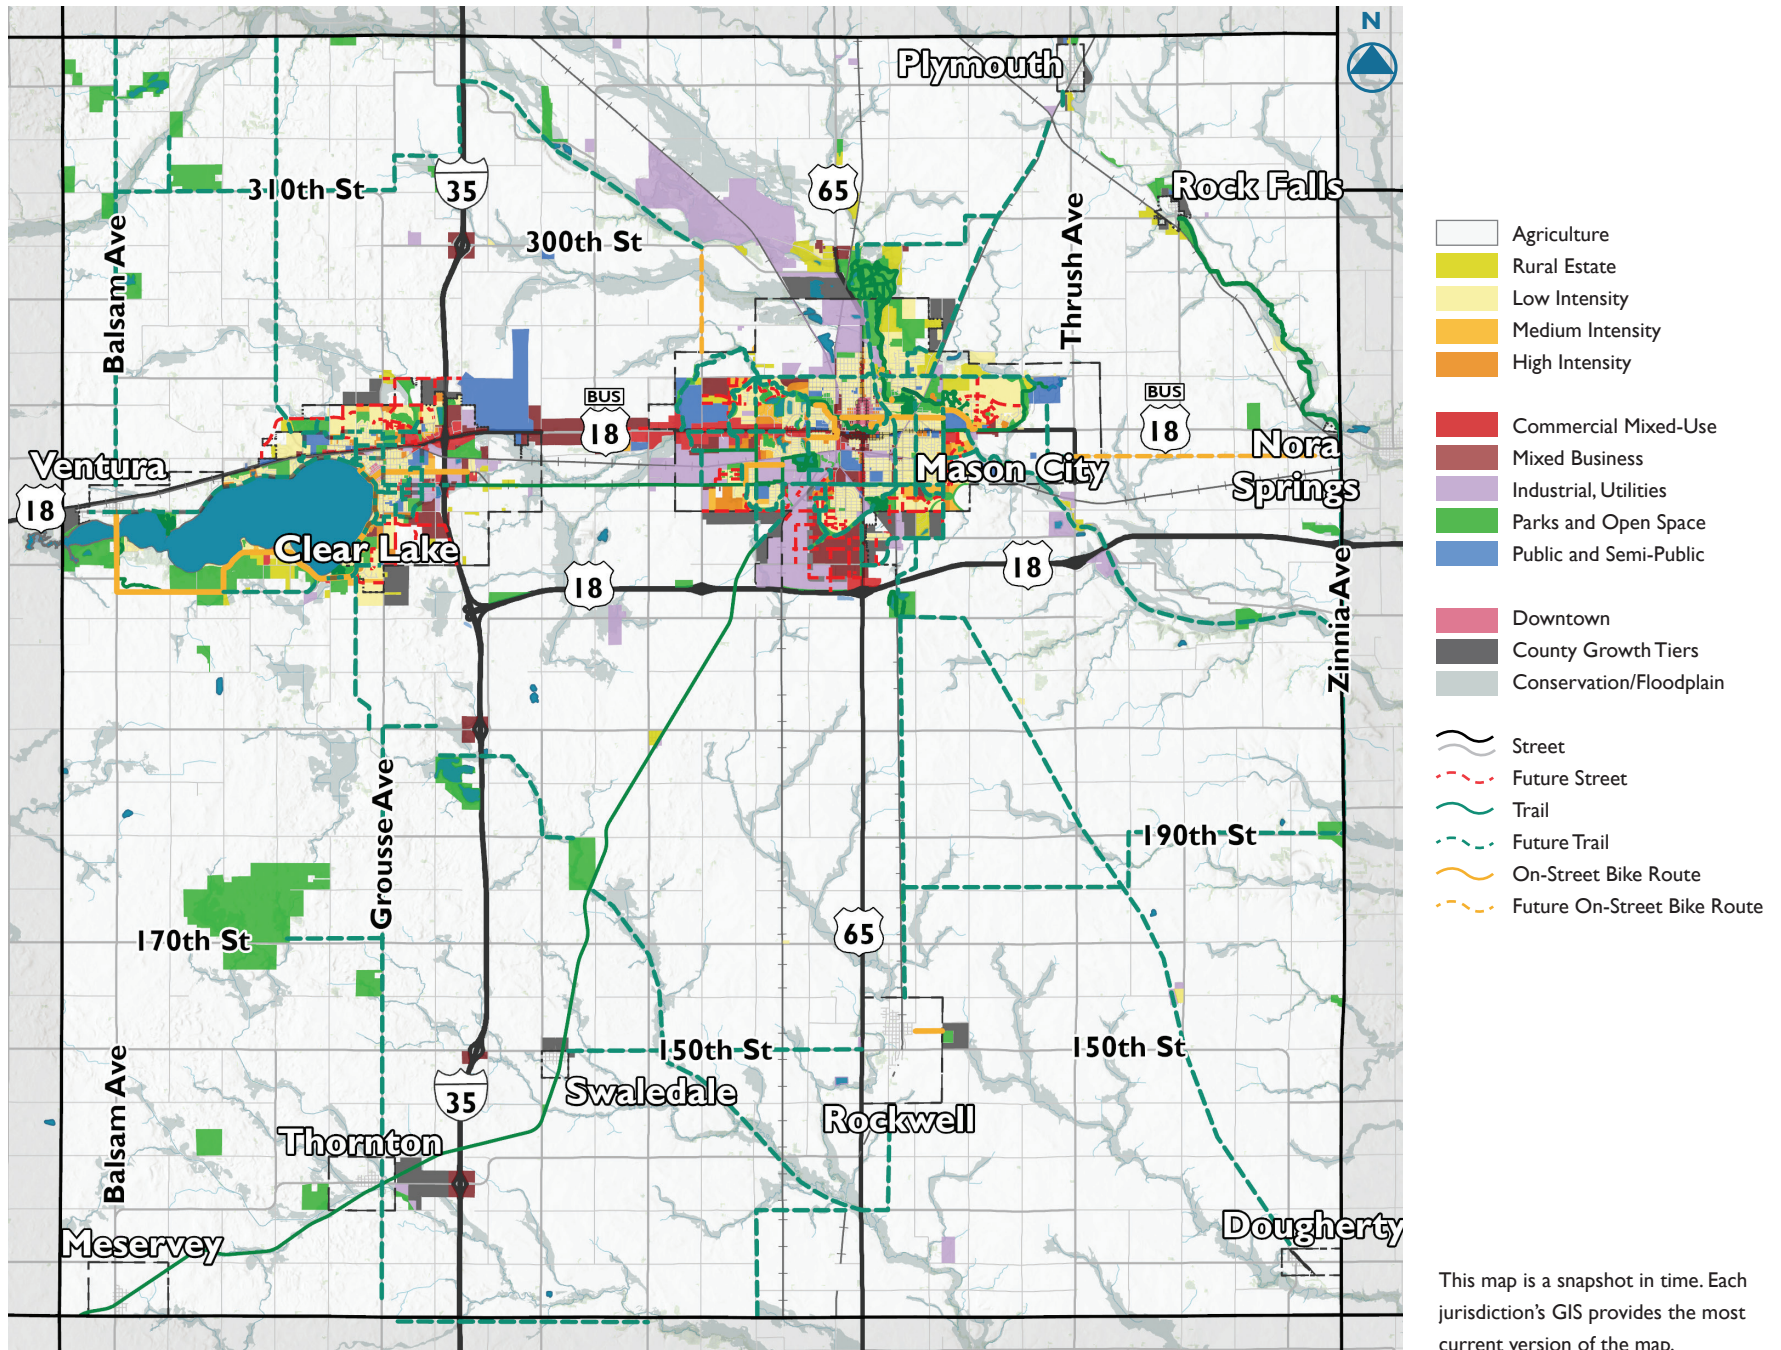 N
Plymouth
65
Rock Falls
310th St
35
300th St
Balsam Ave
Thrush Ave
BUS
18
BUS
18
Nora
Springs
Ventura
18
Mason City
Clear Lake
18
18
Zinnia Ave
Grousse Ave
190th St
170th St
65
150th St
150th St
Swaledale
35
Rockwell
Thornton
Balsam Ave
Meservey
Dougherty
Agriculture
Rural Estate
Low Intensity
Medium Intensity
High Intensity
Commercial Mixed-Use
Mixed Business
Industrial, Utilities
Parks and Open Space
Public and Semi-Public
Downtown
County Growth Tiers
Conservation/Floodplain
Street
Future Street
Trail
Future Trail
On-Street Bike Route
Future On-Street Bike Route
This map is a snapshot in time. Each
jurisdiction's GIS provides the most
current version of the map.